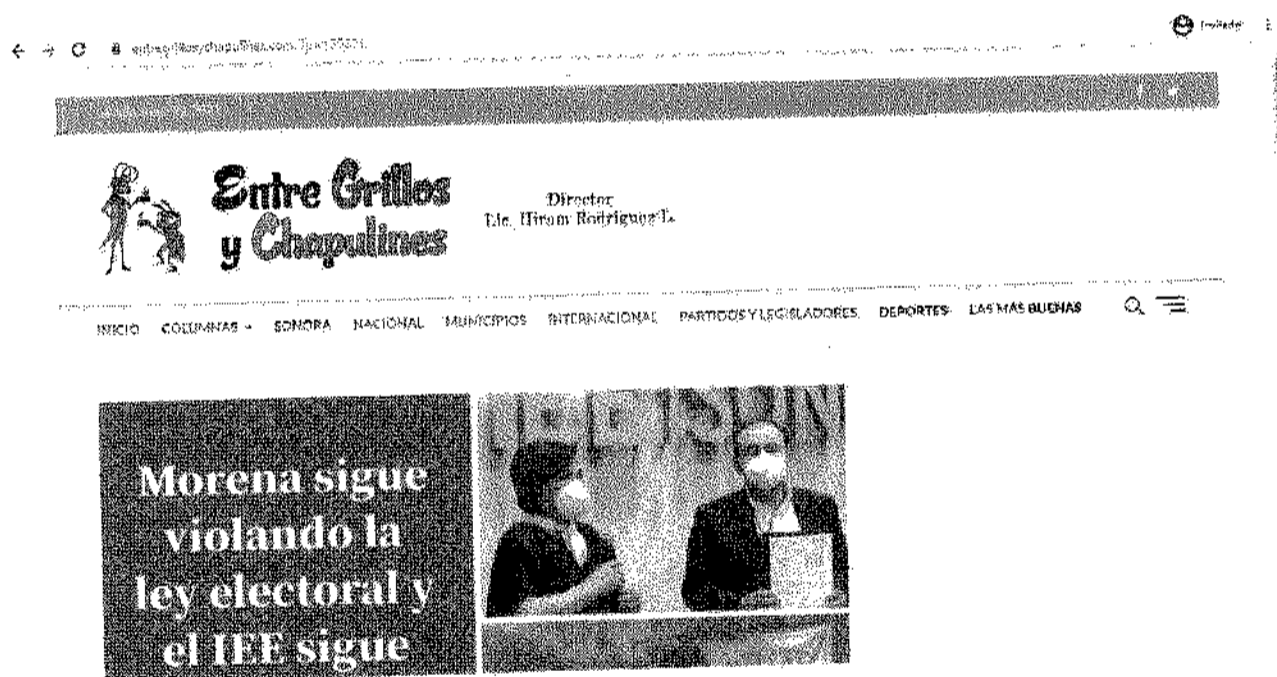 Entre Grillos
y Chapulines
Director
Lic. Hiram Rodríguez L.
INICIO COLUMNAS SONORA NACIONAL MUNICIPIOS INTERNACIONAL PARTIDOS Y LEGISLADORES DEPORTES LAS MÁS BUENAS
Morena sigue
violando la
ley electoral y
el IEE sigue